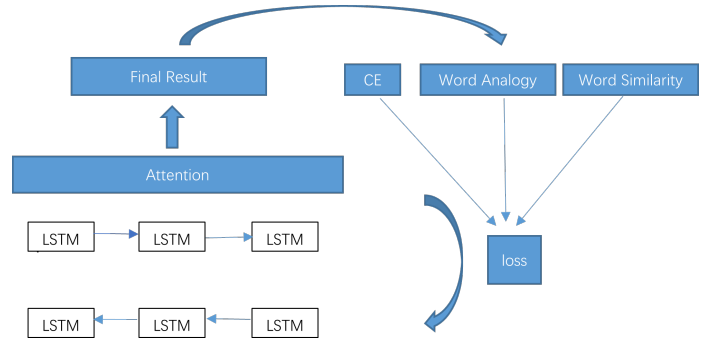 Final Result
CE
Word Analogy
Word Similarity
Attention
LSTM
LSTM
LSTM
loss
LSTM
LSTM
LSTM